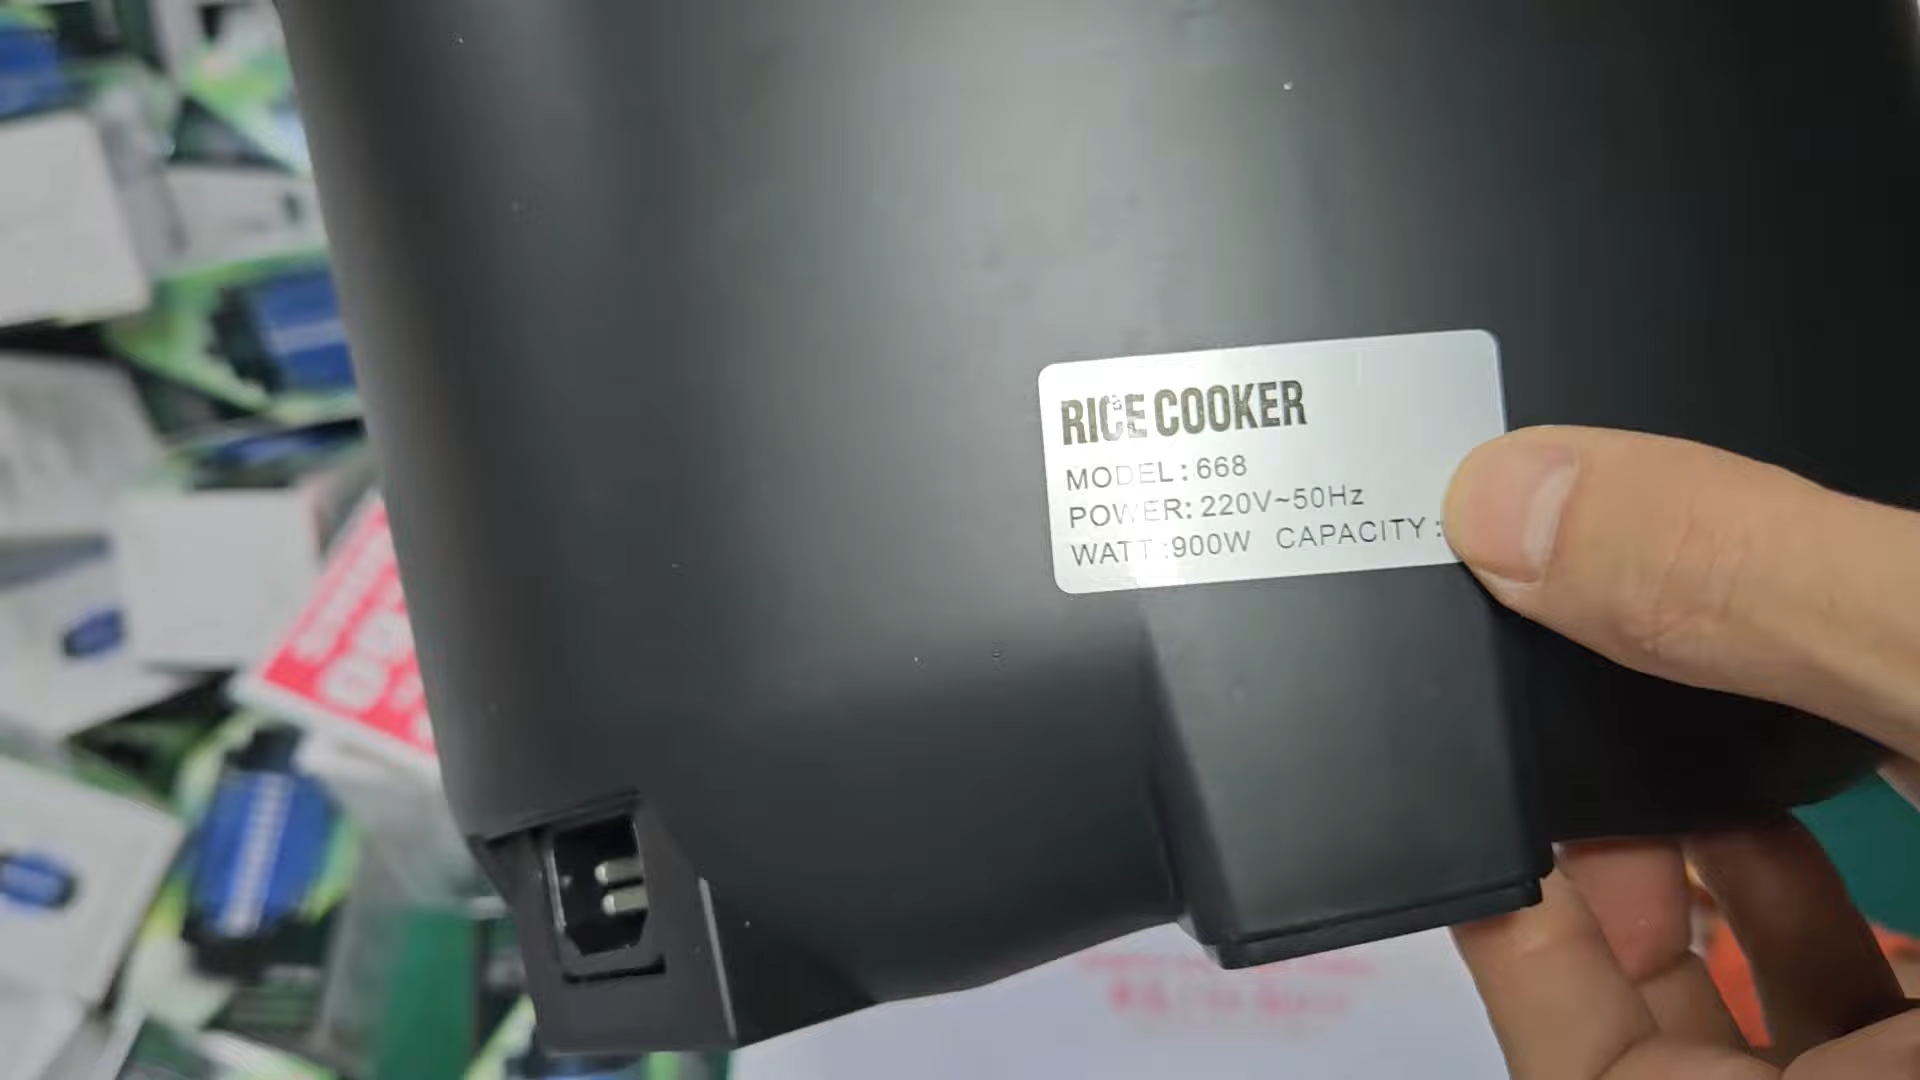 RICE COOKER
MODEL: 668
POWER: 220V~50Hz
WATT:900W CAPACITY: